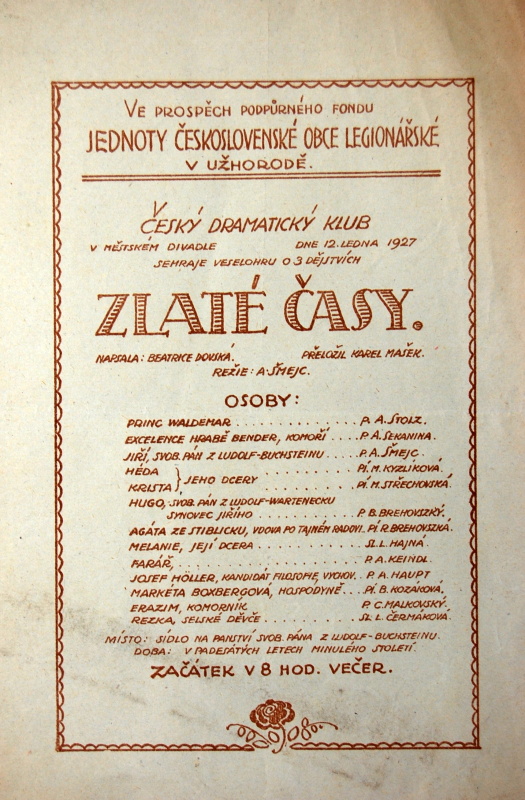 VE PROSPĚCH PODPŮRNÉHO FONDU
JEDNOTY ČESKOSLOVENSKÉ OBCE LEGIONÁŘSKÉ
V UŽHORODĚ.
ČESKÝ DRAMATICKÝ KLUB
V MĚSTSKÉM DIVADLE DNE 12. LEDNA 1927
SEHRAJE VESELOHRU O 3 DĚJSTVÍCH
ZLATÉ ČASY.
NAPSALA: BEATRICE DOVSKÁ. PŘELOŽIL KAREL MAŠEK.
REŽIE: A. ŠMEJC.
OSOBY:
PRINC WALDEMAR . . . . . . . . . . . . . P. A. ŠTOLZ.
EXCELENCE HRABĚ BENDER, KOMOŘÍ . . . . P. A. SEKANINA.
JIŘÍ, SVOB. PÁN Z LUDOLF-BUCHSTEINU . . . . P. A. ŠMEJC.
HÉDA . . . . . . . . PÍ. M. KYZLÍKOVÁ.
} JEHO DCERY
KRISTA . . . . . . . . PÍ. M. STŘECHOVSKÁ.
HUGO, SVOB. PÁN Z LUDOLF-WARTENECKU
SYNOVEC JIŘÍHO . . . . . . . . . P. B. BREHOVSZKÝ.
AGÁTA ZE STIBLICKU, VDOVA PO TAJNÉM RADOVI. PÍ. R. BREHOVSZKÁ.
MELANIE, JEJÍ DCERA . . . . . . . . . SL. L. HAJNÁ.
FARÁŘ, . . . . . . . . . . . . . . . P. A. KEINDL.
JOSEF MÖLLER, KANDIDÁT FILOSOFIE, VYCHOV. . P. A. HAUPT
MARKÉTA BOXBERGOVÁ, HOSPODYNĚ . . . PÍ. B. KOZÁKOVÁ.
ERAZIM, KOMORNÍK . . . . . . . . P. C. MALKOVSKÝ.
REZKA, SELSKÉ DĚVČE . . . . . . . . SL. L. ČERMÁKOVÁ.
MÍSTO: SÍDLO NA PANSTVÍ SVOB. PÁNA Z LUDOLF-BUCHSTEINU.
DOBA: V PADESÁTÝCH LETECH MINULÉHO STOLETÍ.
ZAČÁTEK V 8 HOD. VEČER.